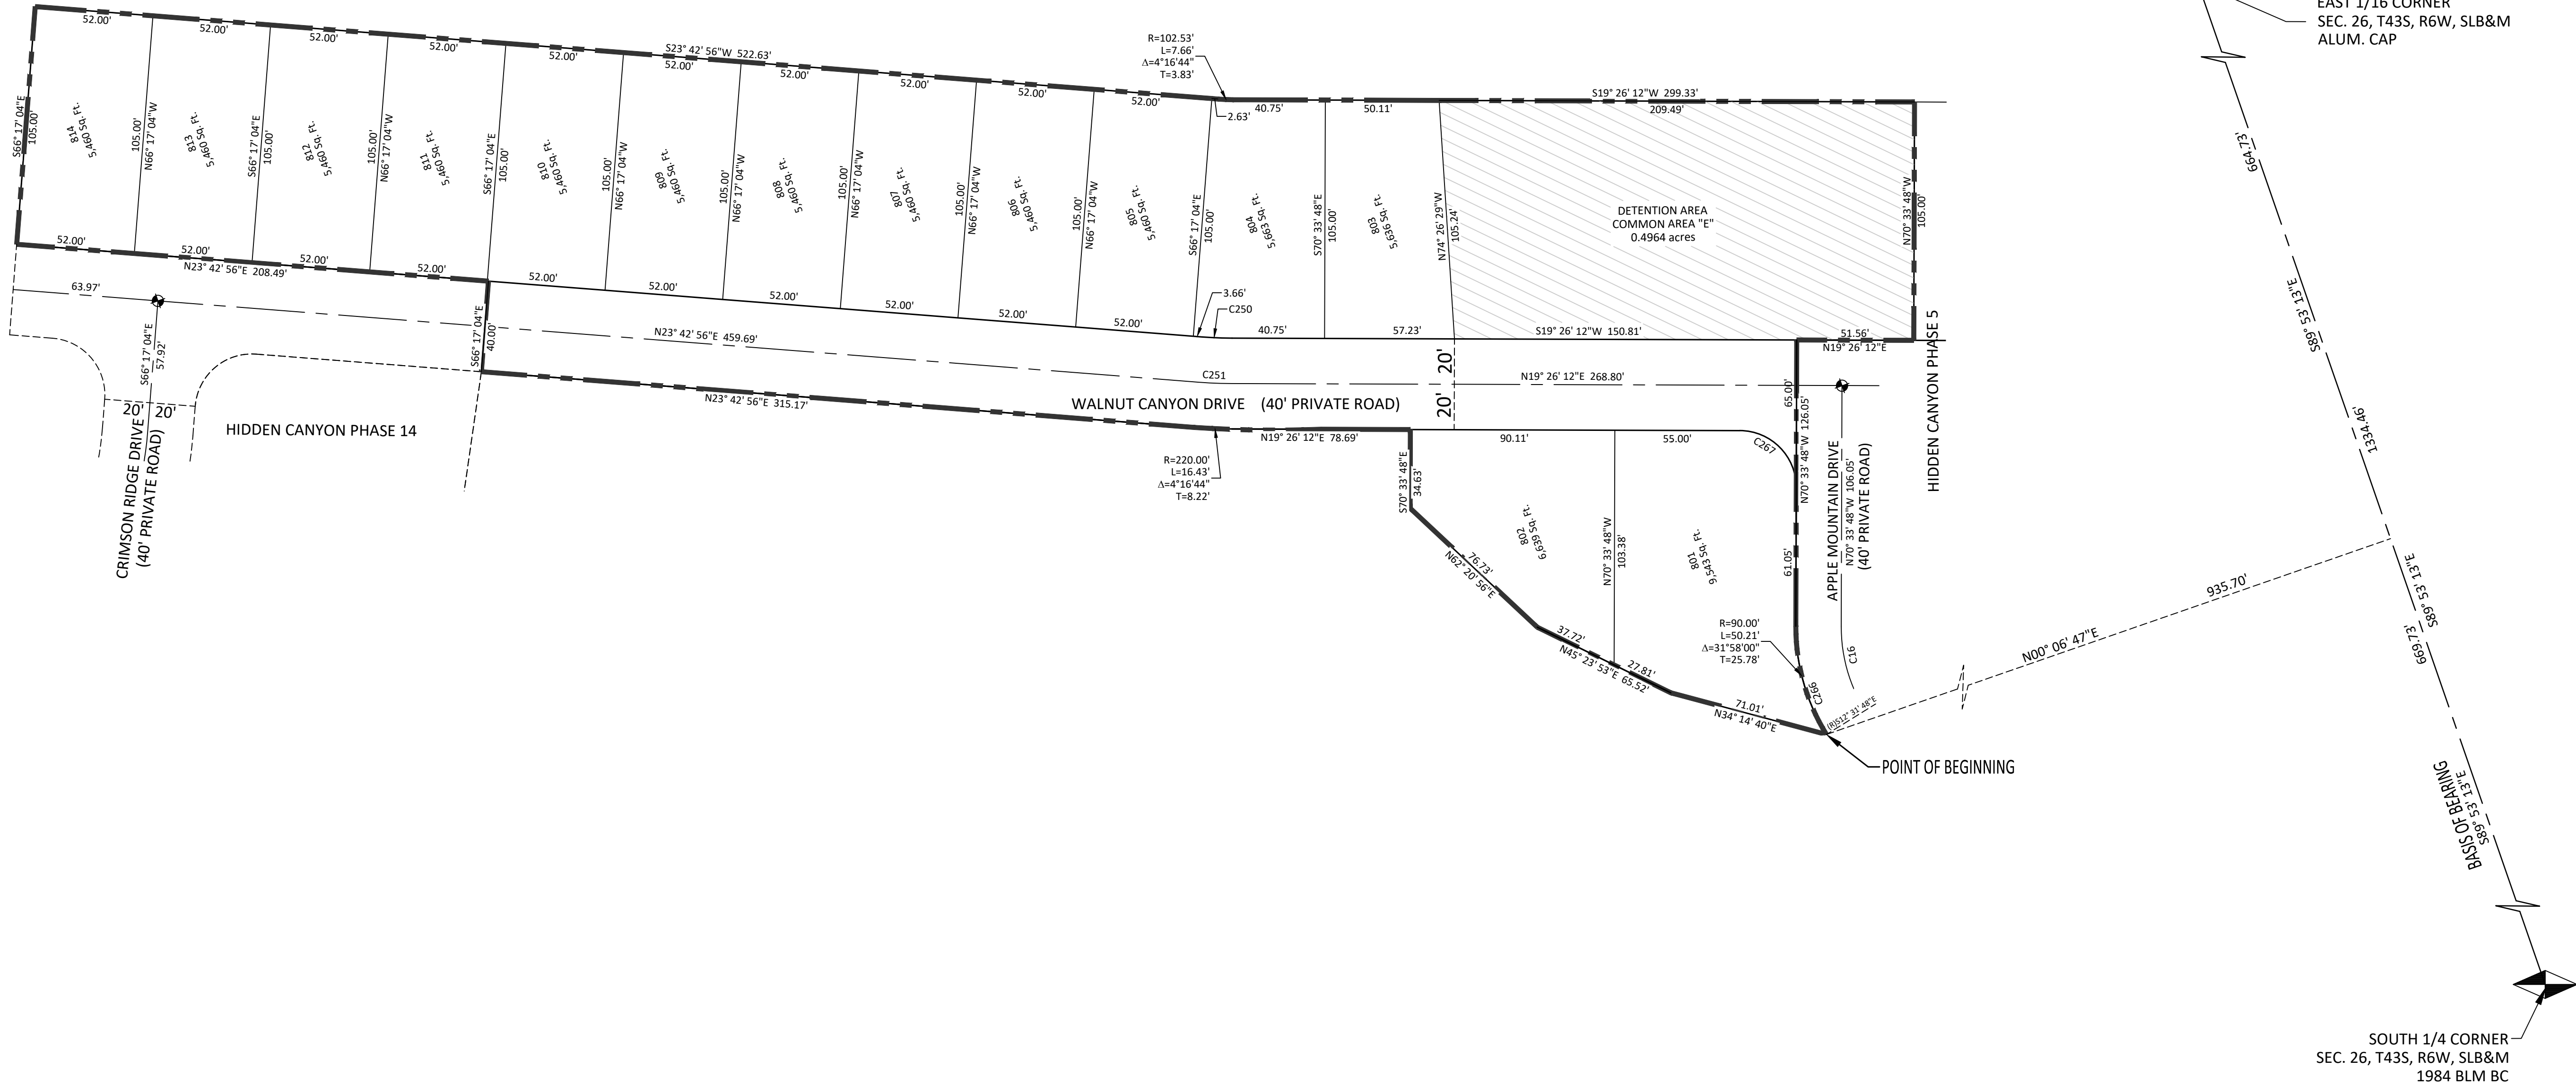 EAST 1/16 CORNER
SEC. 26, T43S, R6W, SLB&M
ALUM. CAP
52.00'
52.00'
52.00'
52.00'
52.00'
S23° 42' 56"W 522.63'
52.00'
52.00'
52.00'
52.00'
52.00'
R=102.53'
L=7.66'
Δ=4°16'44"
T=3.83'
2.63'
40.75'
50.11'
S19° 26' 12"W 299.33'
209.49'
S66° 17' 04"E
105.00'
814
5,460 Sq. Ft.
105.00'
N66° 17' 04"W
813
5,460 Sq. Ft.
S66° 17' 04"E
105.00'
812
5,460 Sq. Ft.
105.00'
N66° 17' 04"W
811
5,460 Sq. Ft.
S66° 17' 04"E
105.00'
810
5,460 Sq. Ft.
105.00'
N66° 17' 04"W
809
5,460 Sq. Ft.
105.00'
N66° 17' 04"W
808
5,460 Sq. Ft.
105.00'
N66° 17' 04"W
807
5,460 Sq. Ft.
105.00'
N66° 17' 04"W
806
5,460 Sq. Ft.
105.00'
N66° 17' 04"W
805
5,460 Sq. Ft.
S66° 17' 04"E
105.00'
804
5,663 Sq. Ft.
S70° 33' 48"E
105.00'
803
5,636 Sq. Ft.
N74° 26' 29"W
105.24'
DETENTION AREA
COMMON AREA "E"
0.4964 acres
N70° 33' 48"W
105.00'
52.00'
52.00'
N23° 42' 56"E 208.49'
52.00'
52.00'
52.00'
52.00'
52.00'
52.00'
52.00'
52.00'
3.66'
C250
40.75'
57.23'
S19° 26' 12"W 150.81'
51.56'
N19° 26' 12"E
HIDDEN CANYON PHASE 5
63.97'
S66° 17' 04"E
57.92'
S66° 17' 04"E
40.00'
N23° 42' 56"E 459.69'
C251
20'
20'
N19° 26' 12"E 268.80'
N23° 42' 56"E 315.17'
WALNUT CANYON DRIVE (40' PRIVATE ROAD)
20' 20'
CRIMSON RIDGE DRIVE
(40' PRIVATE ROAD)
HIDDEN CANYON PHASE 14
R=220.00'
L=16.43'
Δ=4°16'44"
T=8.22'
N19° 26' 12"E 78.69'
S70° 33' 48"E
34.63'
90.11'
55.00'
C267
65.00'
N70° 33' 48"W 126.05'
61.05'
APPLE MOUNTAIN DRIVE
N70° 33' 48"W 106.05'
(40' PRIVATE ROAD)
802
6,639 Sq. Ft.
N70° 33' 48"W
103.38'
801
9,543 Sq. Ft.
76.73'
N62° 20' 56"E
37.72'
27.81'
N45° 23' 53"E 65.52'
71.01'
N34° 14' 40"E
R=90.00'
L=50.21'
Δ=31°58'00"
T=25.78'
C266
C16
(R)S12° 31' 48"E
POINT OF BEGINNING
N00° 06' 47"E
935.70'
664.73'
S89° 53' 13"E
1334.46'
S89° 53' 13"E
669.73'
BASIS OF BEARING
S89° 53' 13"E
SOUTH 1/4 CORNER
SEC. 26, T43S, R6W, SLB&M
1984 BLM BC